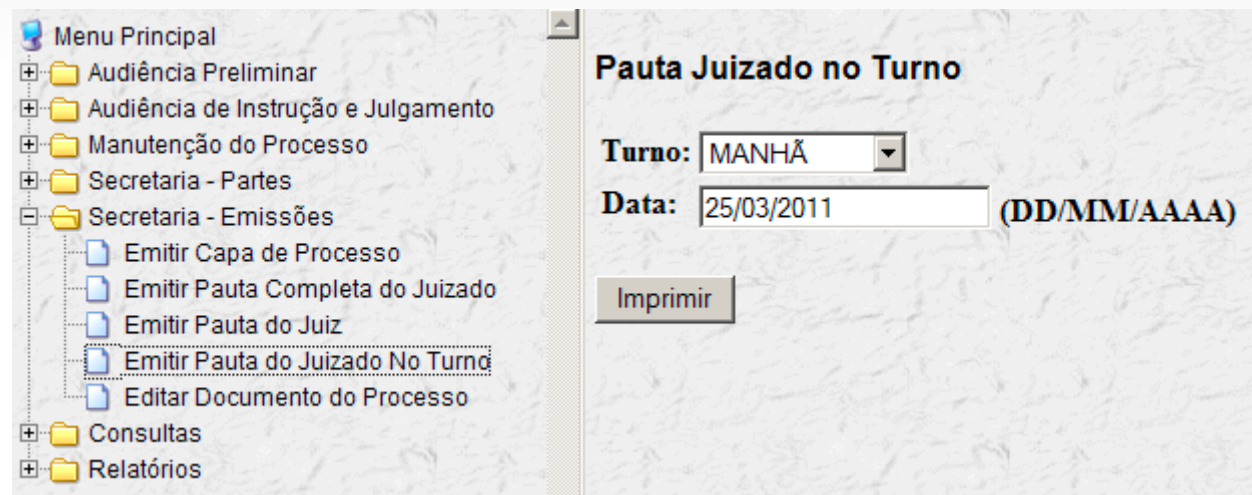 Menu Principal
Audiência Preliminar
Audiência de Instrução e Julgamento
Manutenção do Processo
Secretaria - Partes
Secretaria - Emissões
Emitir Capa de Processo
Emitir Pauta Completa do Juizado
Emitir Pauta do Juiz
Emitir Pauta do Juizado No Turno
Editar Documento do Processo
Consultas
Relatórios
Pauta Juizado no Turno
Turno: MANHÃ
Data: 25/03/2011 (DD/MM/AAAA)
Imprimir